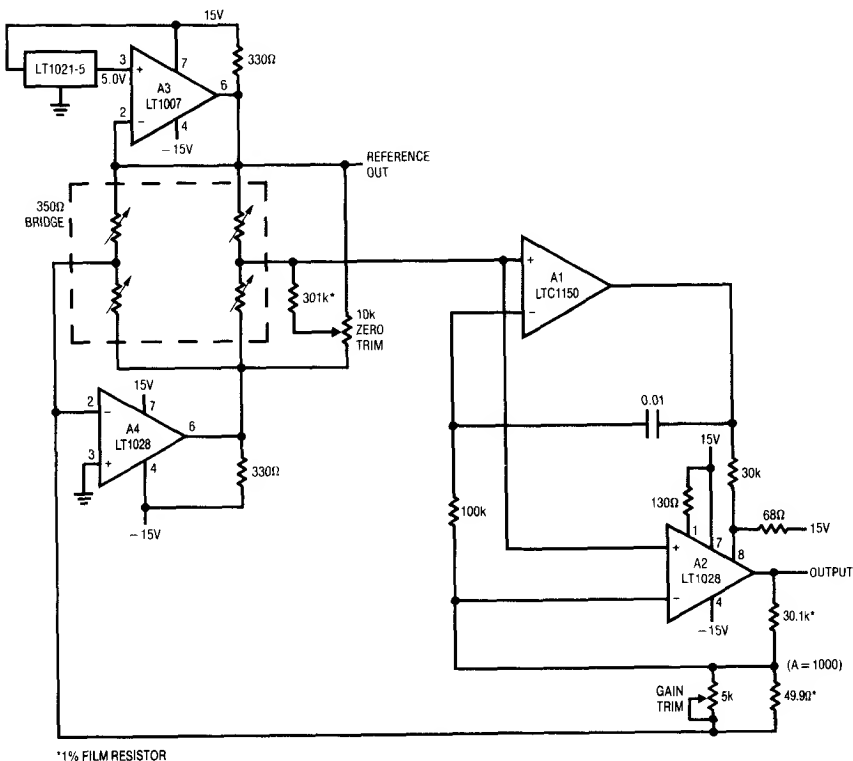 15V
330Ω
LT1021-5
5.0V
3
+
7
A3
LT1007
6
2
−
4
−15V
REFERENCE
OUT
350Ω
BRIDGE
301k*
10k
ZERO
TRIM
+
A1
LTC1150
−
15V
2
−
7
A4
LT1028
6
3
+
4
330Ω
−15V
0.01
15V
30k
130Ω
68Ω
15V
100k
1
7
8
+
A2
LT1028
OUTPUT
−
4
−15V
30.1k*
(A = 1000)
GAIN
TRIM
5k
49.9Ω*
*1% FILM RESISTOR